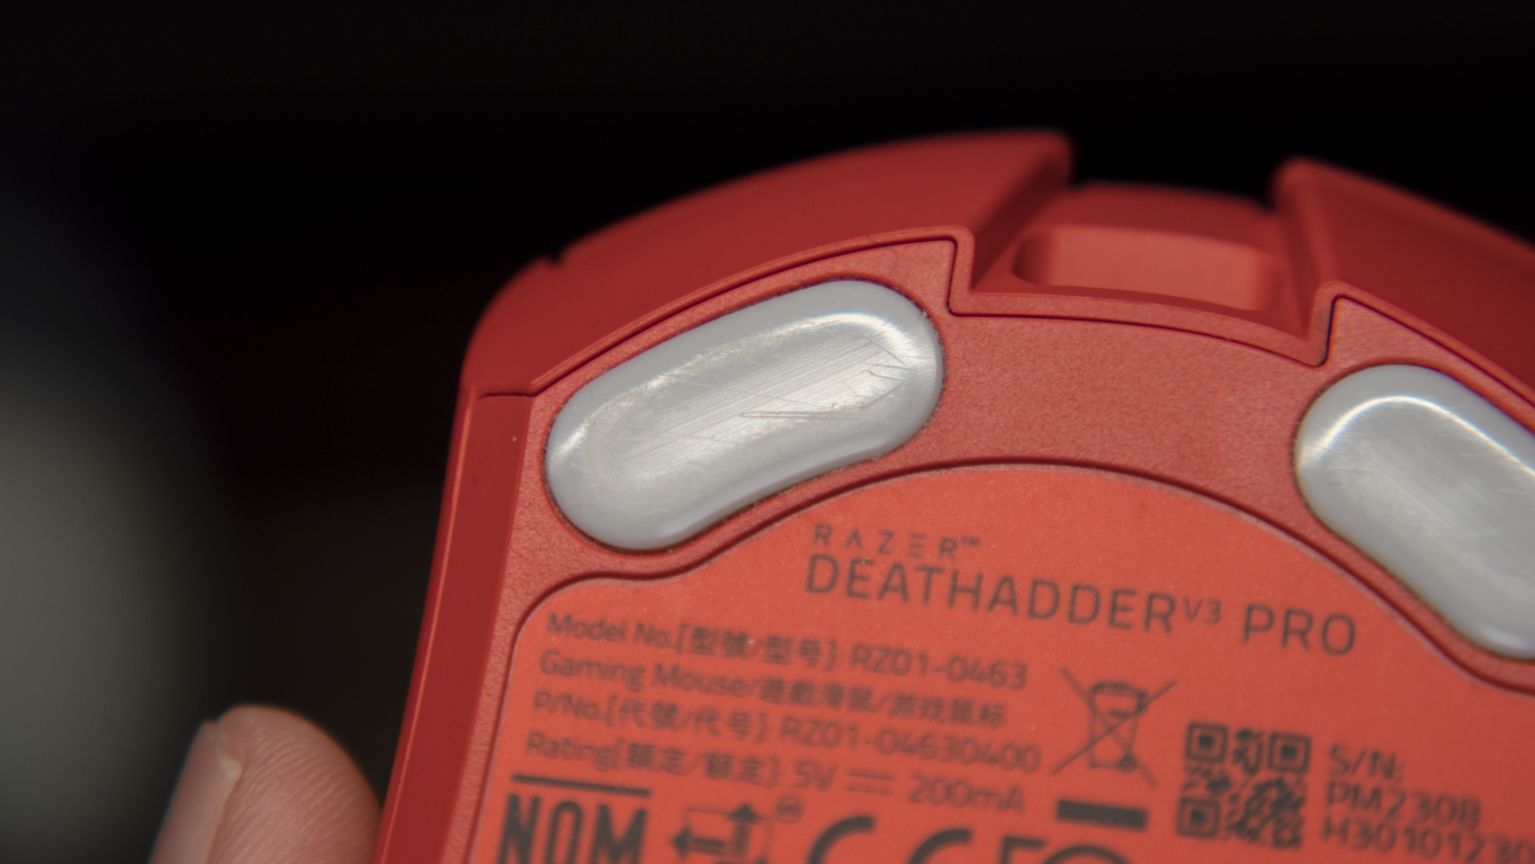 RAZER™
DEATHADDER V3 PRO
Model No.[型號/型号]: RZ01-0463
Gaming Mouse/遊戲滑鼠/游戏鼠标
P/No.[代號/代号]: RZ01-04630400
Rating[額定/额定]: 5V ⎓ 200mA
S/N:
PM2308
NOM
CE